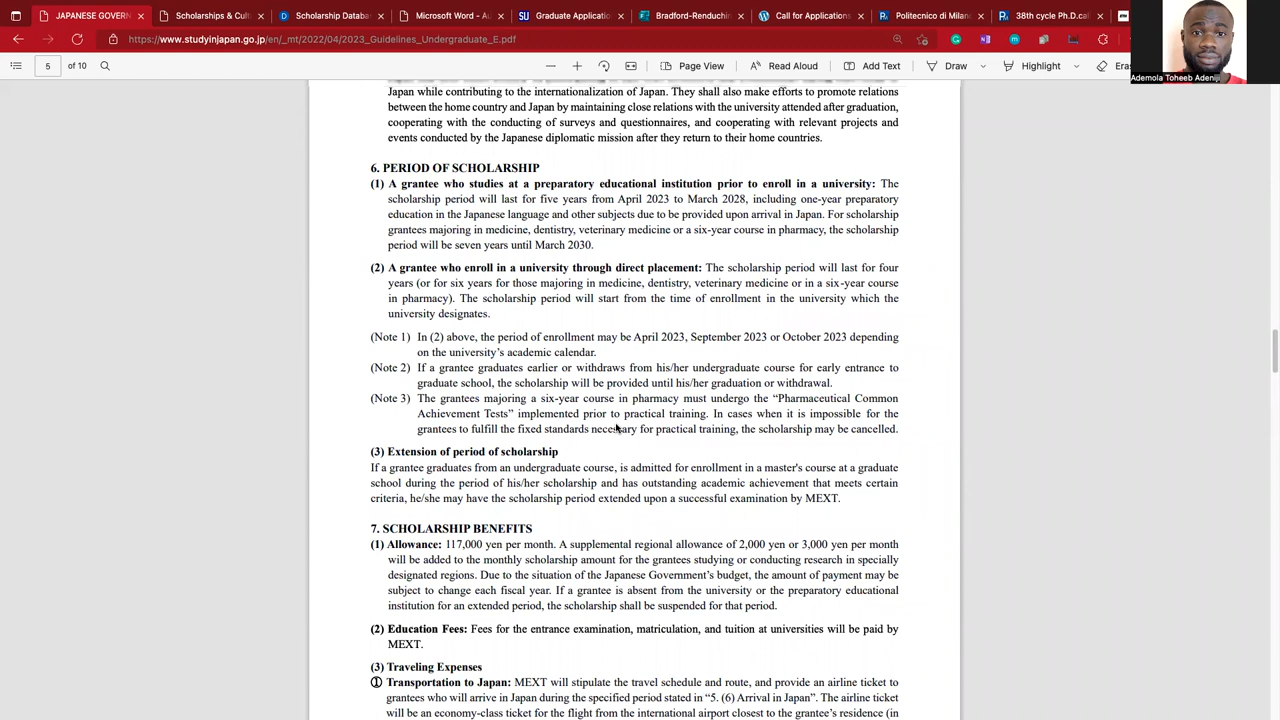 JAPANESE GOVERN
Scholarships & Cult
Scholarship Databa
Microsoft Word - Au
Graduate Applicatio
Bradford-Renduchin
Call for Applications
Politecnico di Milano
38th cycle Ph.D.cal
https://www.studyinjapan.go.jp/en/_mt/2022/04/2023_Guidelines_Undergraduate_E.pdf
5 of 10
Page View
Read Aloud
Add Text
Draw
Highlight
Eras
Ademola Toheeb Adeniji
Japan while contributing to the internationalization of Japan. They shall also make efforts to promote relations
between the home country and Japan by maintaining close relations with the university attended after graduation,
cooperating with the conducting of surveys and questionnaires, and cooperating with relevant projects and
events conducted by the Japanese diplomatic mission after they return to their home countries.
6. PERIOD OF SCHOLARSHIP
(1) A grantee who studies at a preparatory educational institution prior to enroll in a university: The
scholarship period will last for five years from April 2023 to March 2028, including one-year preparatory
education in the Japanese language and other subjects due to be provided upon arrival in Japan. For scholarship
grantees majoring in medicine, dentistry, veterinary medicine or a six-year course in pharmacy, the scholarship
period will be seven years until March 2030.
(2) A grantee who enroll in a university through direct placement: The scholarship period will last for four
years (or for six years for those majoring in medicine, dentistry, veterinary medicine or in a six-year course
in pharmacy). The scholarship period will start from the time of enrollment in the university which the
university designates.
(Note 1) In (2) above, the period of enrollment may be April 2023, September 2023 or October 2023 depending
on the university's academic calendar.
(Note 2) If a grantee graduates earlier or withdraws from his/her undergraduate course for early entrance to
graduate school, the scholarship will be provided until his/her graduation or withdrawal.
(Note 3) The grantees majoring a six-year course in pharmacy must undergo the “Pharmaceutical Common
Achievement Tests” implemented prior to practical training. In cases when it is impossible for the
grantees to fulfill the fixed standards necessary for practical training, the scholarship may be cancelled.
(3) Extension of period of scholarship
If a grantee graduates from an undergraduate course, is admitted for enrollment in a master's course at a graduate
school during the period of his/her scholarship and has outstanding academic achievement that meets certain
criteria, he/she may have the scholarship period extended upon a successful examination by MEXT.
7. SCHOLARSHIP BENEFITS
(1) Allowance: 117,000 yen per month. A supplemental regional allowance of 2,000 yen or 3,000 yen per month
will be added to the monthly scholarship amount for the grantees studying or conducting research in specially
designated regions. Due to the situation of the Japanese Government's budget, the amount of payment may be
subject to change each fiscal year. If a grantee is absent from the university or the preparatory educational
institution for an extended period, the scholarship shall be suspended for that period.
(2) Education Fees: Fees for the entrance examination, matriculation, and tuition at universities will be paid by
MEXT.
(3) Traveling Expenses
① Transportation to Japan: MEXT will stipulate the travel schedule and route, and provide an airline ticket to
grantees who will arrive in Japan during the specified period stated in “5. (6) Arrival in Japan”. The airline ticket
will be an economy-class ticket for the flight from the international airport closest to the grantee's residence (in